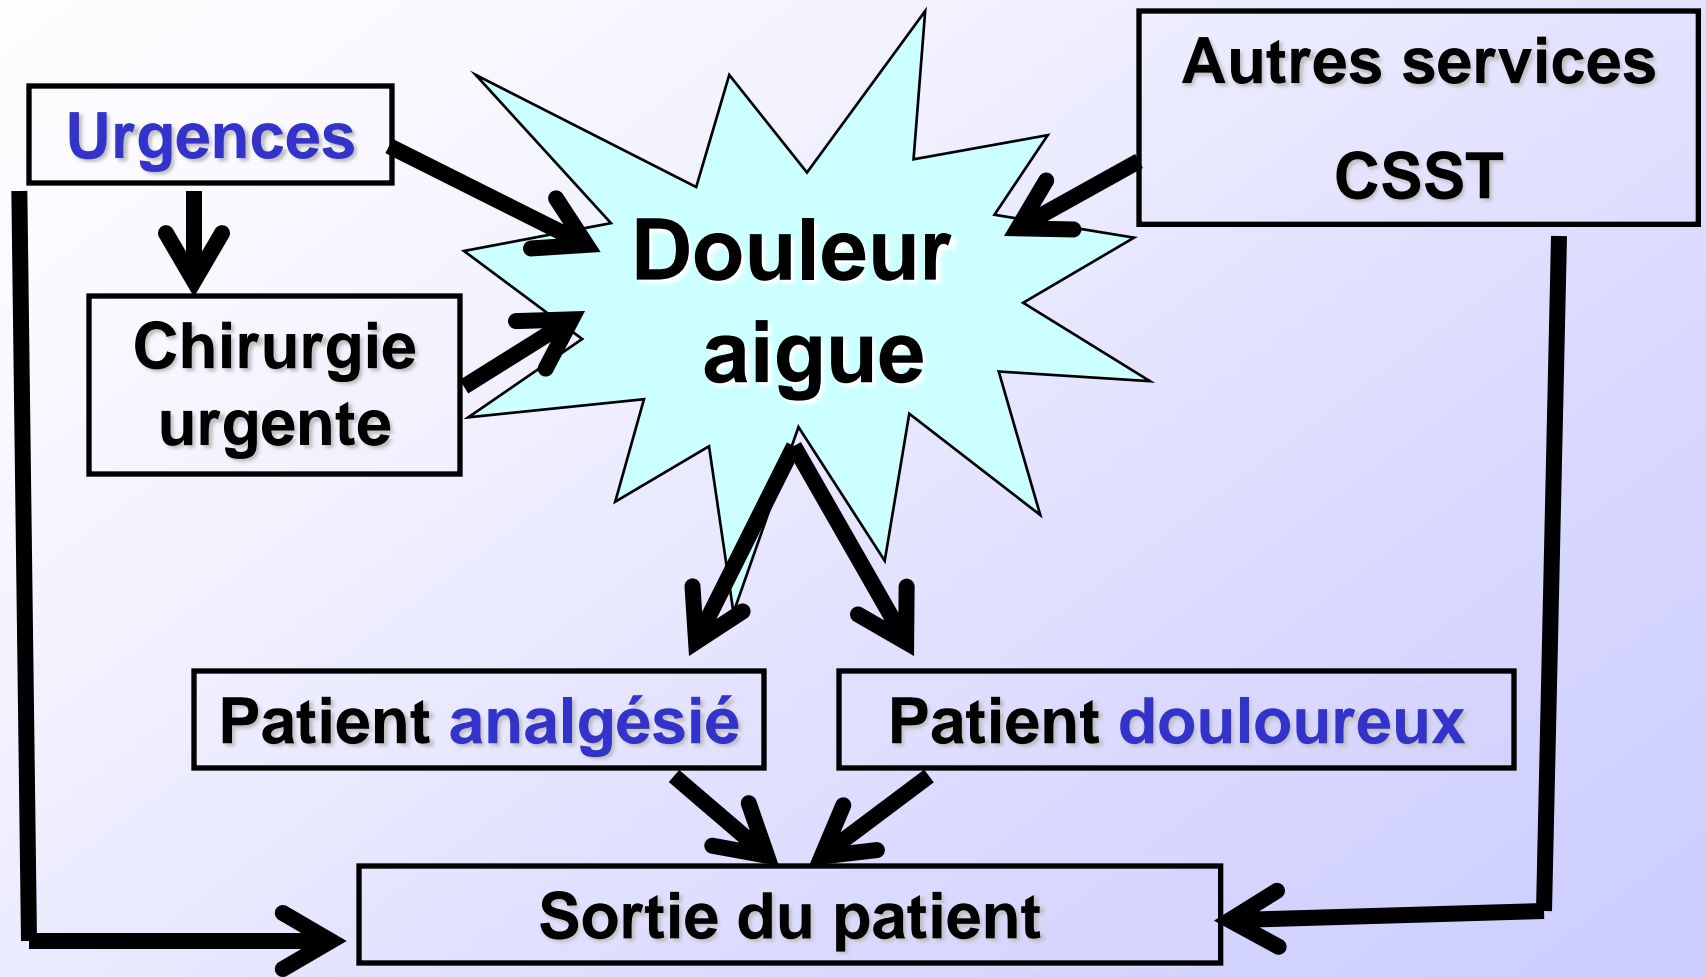 Autres services
CSST
Urgences
Douleur
aigue
Chirurgie
urgente
Patient analgésié
Patient douloureux
Sortie du patient